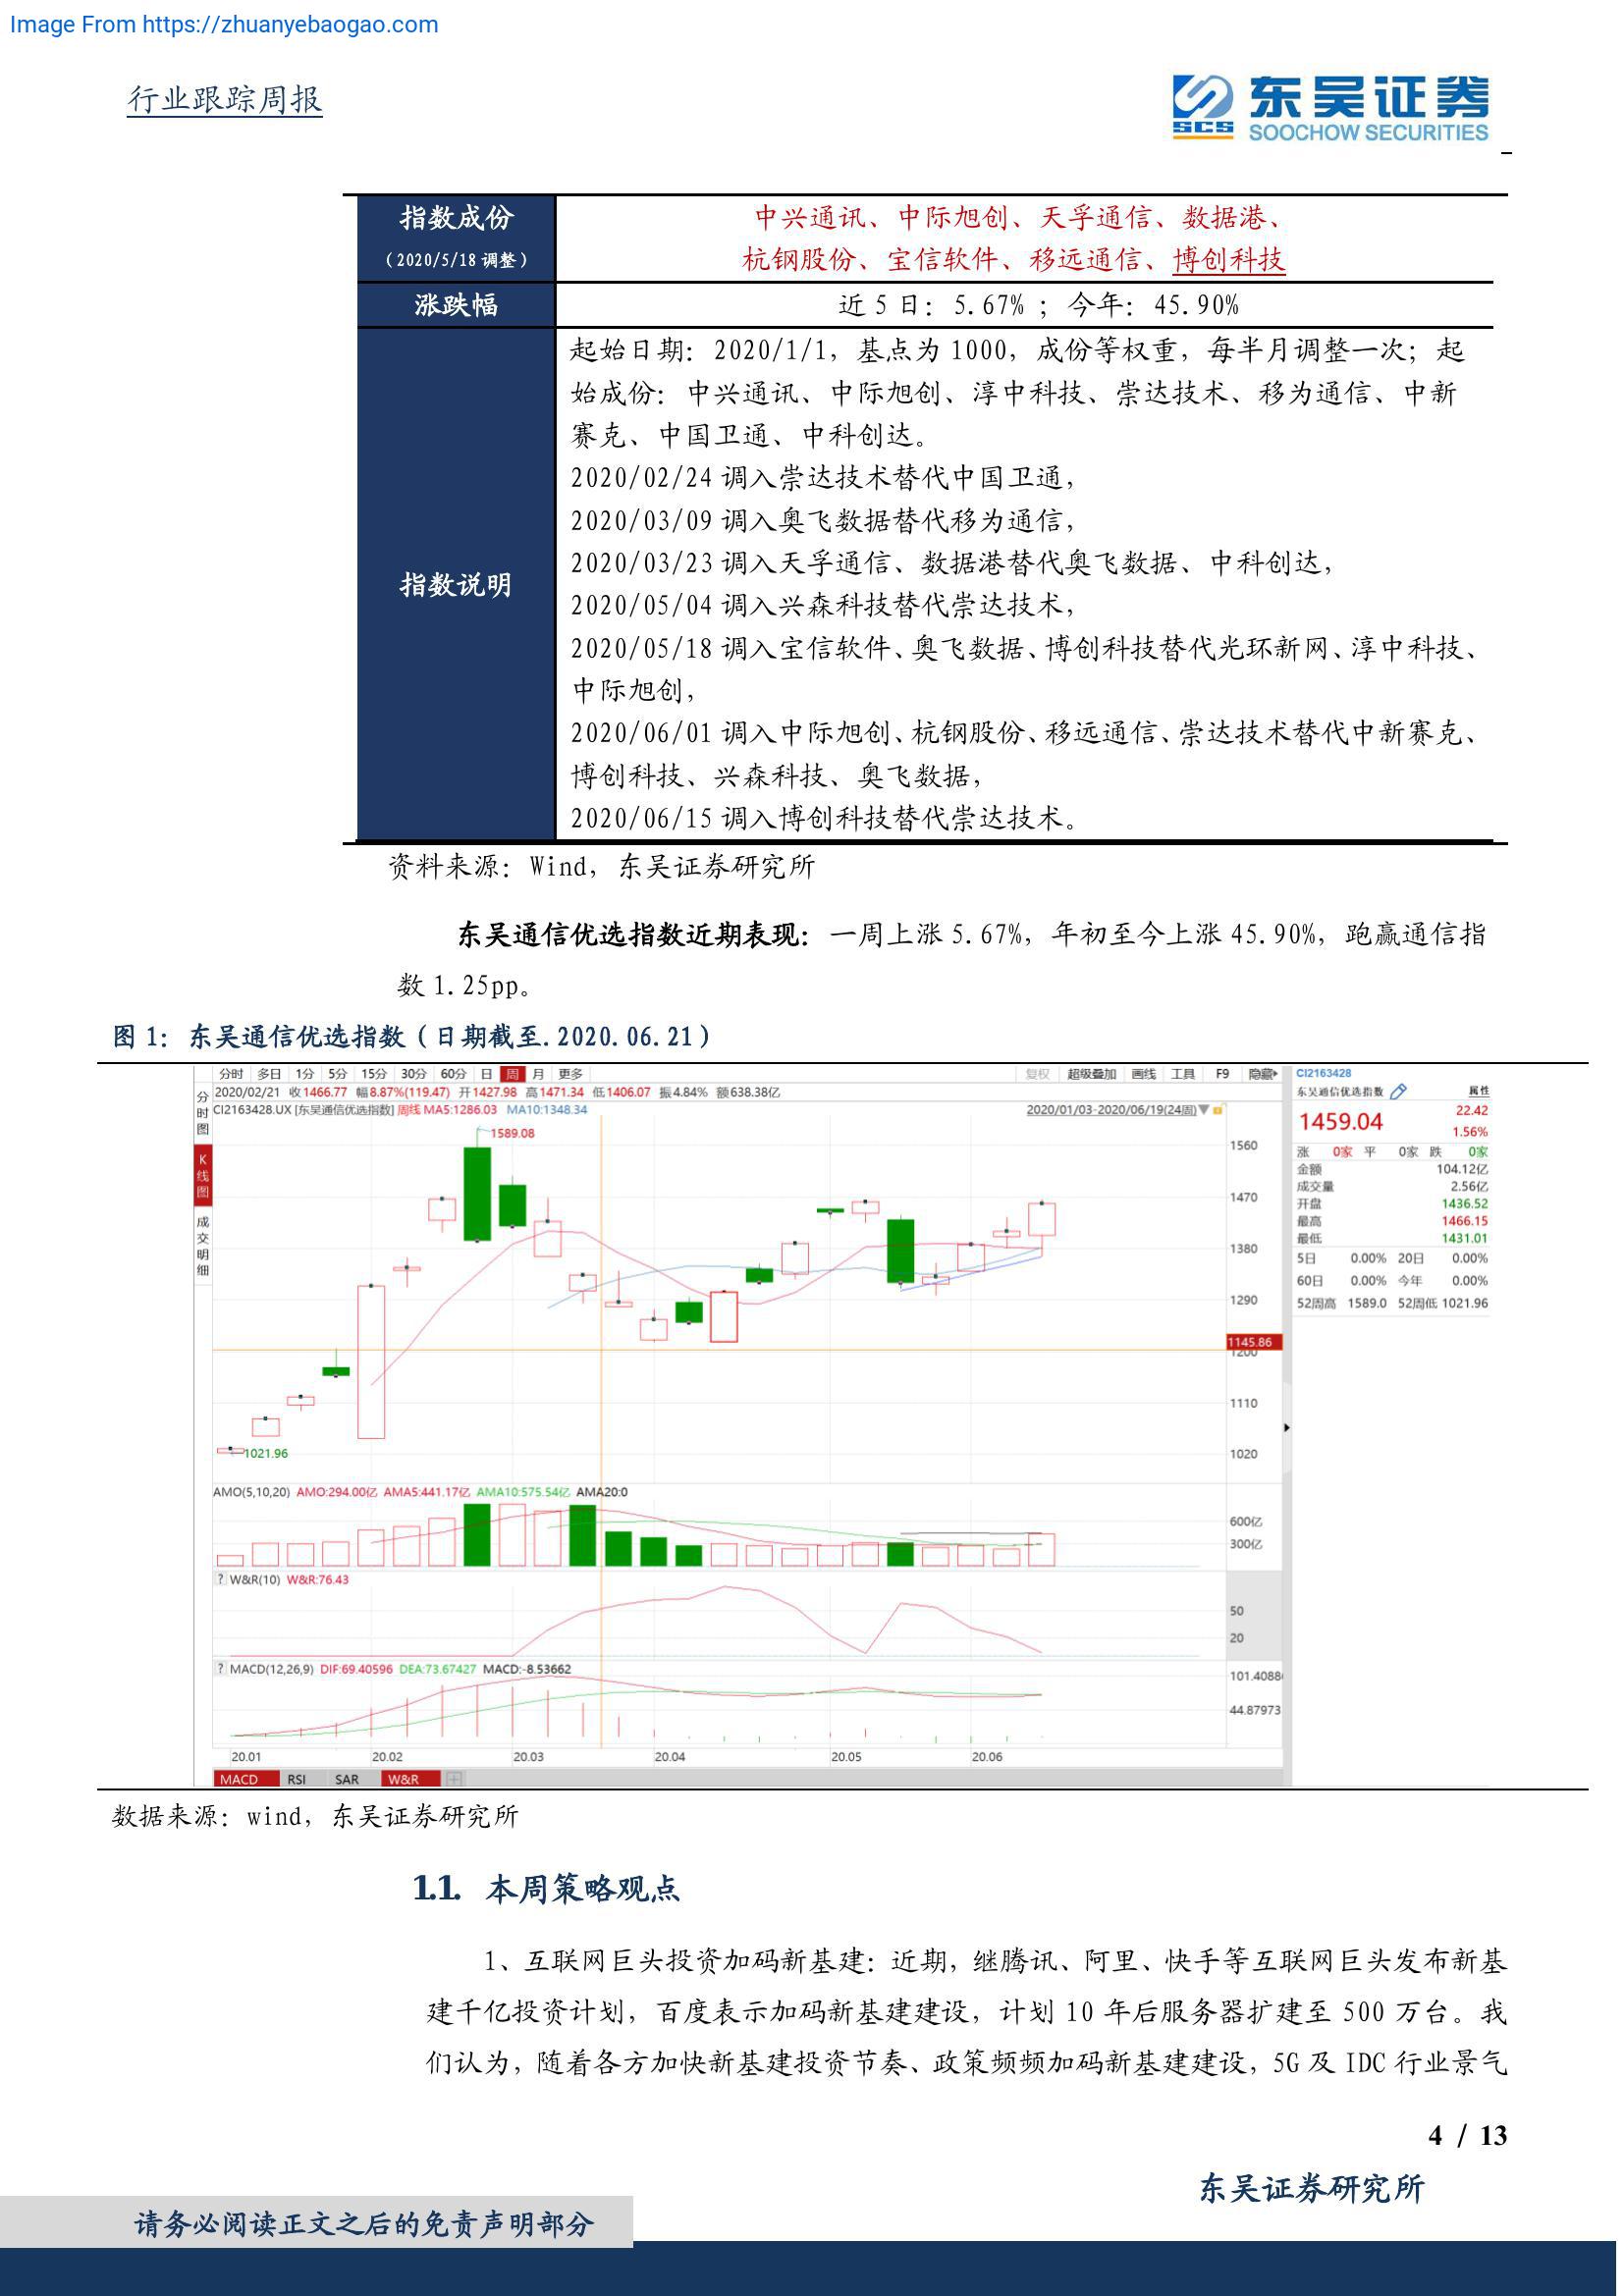 Image From https://zhuanyebaogao.com
行业跟踪周报
东吴证券
SCS
SOOCHOW SECURITIES
指数成份
（2020/5/18 调整）
中兴通讯、中际旭创、天孚通信、数据港、
杭钢股份、宝信软件、移远通信、博创科技
涨跌幅
近 5 日：5.67% ；今年：45.90%
指数说明
起始日期：2020/1/1，基点为 1000，成份等权重，每半月调整一次；起
始成份：中兴通讯、中际旭创、淳中科技、崇达技术、移为通信、中新
赛克、中国卫通、中科创达。
2020/02/24 调入崇达技术替代中国卫通，
2020/03/09 调入奥飞数据替代移为通信，
2020/03/23 调入天孚通信、数据港替代奥飞数据、中科创达，
2020/05/04 调入兴森科技替代崇达技术，
2020/05/18 调入宝信软件、奥飞数据、博创科技替代光环新网、淳中科技、
中际旭创，
2020/06/01 调入中际旭创、杭钢股份、移远通信、崇达技术替代中新赛克、
博创科技、兴森科技、奥飞数据，
2020/06/15 调入博创科技替代崇达技术。
资料来源：Wind，东吴证券研究所
东吴通信优选指数近期表现：一周上涨 5.67%，年初至今上涨 45.90%，跑赢通信指
数 1.25pp。
图 1：东吴通信优选指数（日期截至.2020.06.21）
分时 多日 1分 5分 15分 30分 60分 日 周 月 更多 复权 超级叠加 画线 工具 F9 隐藏
2020/02/21 收1466.77 幅8.87%(119.47) 开1427.98 高1471.34 低1406.07 振4.84% 额638.38亿
CI2163428.UX [东吴通信优选指数] 周线 MA5:1286.03 MA10:1348.34 2020/01/03-2020/06/19(24周)
分时图
K线图
成交明细
1589.08
1021.96
1560
1470
1380
1290
1145.86
1200
1110
1020
AMO(5,10,20) AMO:294.00亿 AMA5:441.17亿 AMA10:575.54亿 AMA20:0
600亿
300亿
? W&R(10) W&R:76.43
50
20
? MACD(12,26,9) DIF:69.40596 DEA:73.67427 MACD:-8.53662
101.4088
44.87973
20.01 20.02 20.03 20.04 20.05 20.06
MACD RSI SAR W&R
CI2163428
东吴通信优选指数 属性
1459.04 22.42
1.56%
涨 0家 平 0家 跌 0家
金额 104.12亿
成交量 2.56亿
开盘 1436.52
最高 1466.15
最低 1431.01
5日 0.00% 20日 0.00%
60日 0.00% 今年 0.00%
52周高 1589.0 52周低 1021.96
数据来源：wind，东吴证券研究所
1.1. 本周策略观点
1、互联网巨头投资加码新基建：近期，继腾讯、阿里、快手等互联网巨头发布新基
建千亿投资计划，百度表示加码新基建建设，计划 10 年后服务器扩建至 500 万台。我
们认为，随着各方加快新基建投资节奏、政策频频加码新基建建设，5G 及 IDC 行业景气
4 / 13
东吴证券研究所
请务必阅读正文之后的免责声明部分